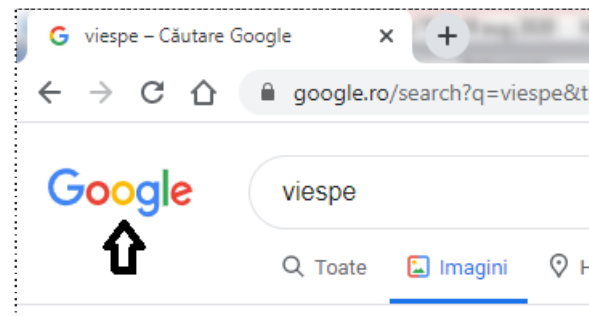 viespe – Căutare Google
google.ro/search?q=viespe&t
Google
viespe
Toate Imagini H